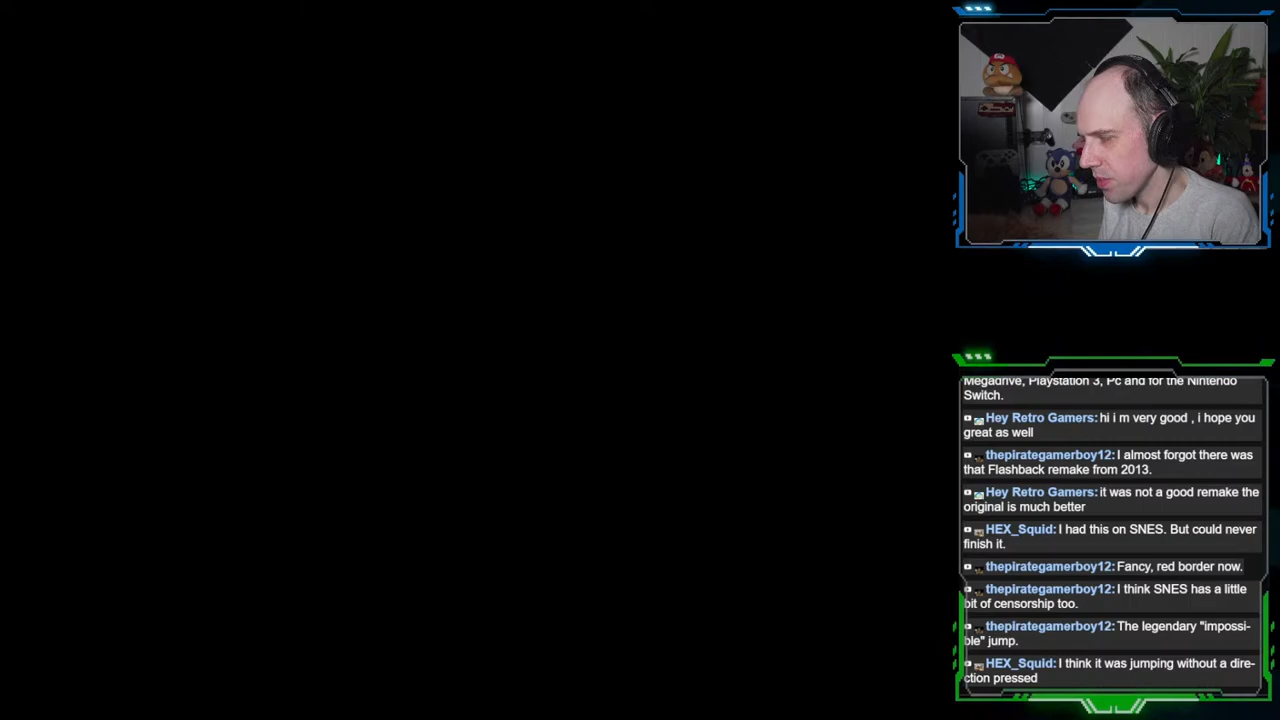 Megadrive, Playstation 3, Pc and for the Nintendo
Switch.
Hey Retro Gamers: hi i m very good , i hope you
great as well
thepirategamerboy12: I almost forgot there was
that Flashback remake from 2013.
Hey Retro Gamers: it was not a good remake the
original is much better
HEX_Squid: I had this on SNES. But could never
finish it.
thepirategamerboy12: Fancy, red border now.
thepirategamerboy12: I think SNES has a little
bit of censorship too.
thepirategamerboy12: The legendary "impossi-
ble" jump.
HEX_Squid: I think it was jumping without a dire-
ction pressed